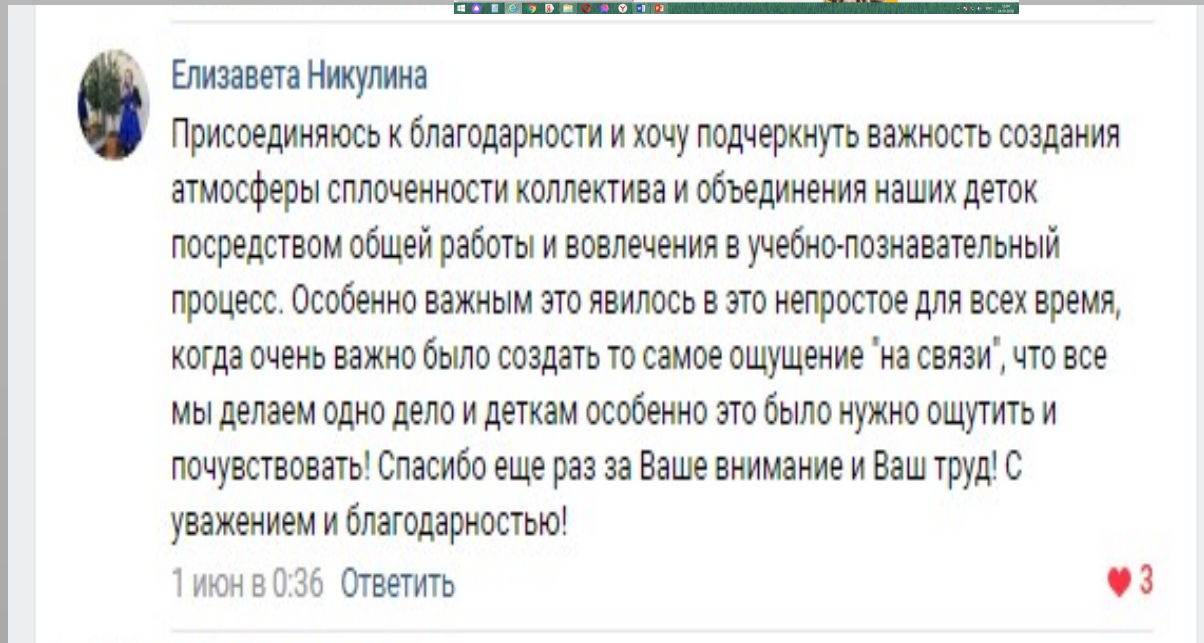 Елизавета Никулина
Присоединяюсь к благодарности и хочу подчеркнуть важность создания
атмосферы сплоченности коллектива и объединения наших деток
посредством общей работы и вовлечения в учебно-познавательный
процесс. Особенно важным это явилось в это непростое для всех время,
когда очень важно было создать то самое ощущение "на связи", что все
мы делаем одно дело и деткам особенно это было нужно ощутить и
почувствовать! Спасибо еще раз за Ваше внимание и Ваш труд! С
уважением и благодарностью!
1 июн в 0:36 Ответить
3